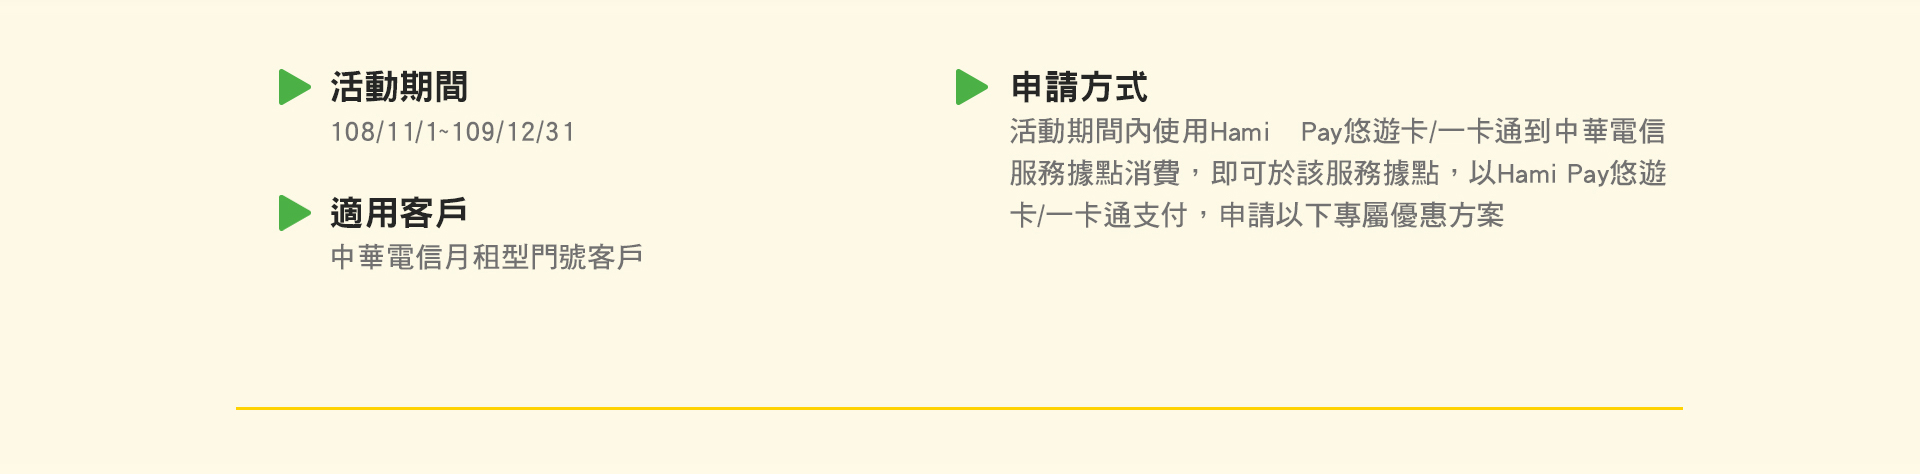 活動期間
108/11/1~109/12/31
適用客戶
中華電信月租型門號客戶
申請方式
活動期間內使用Hami　Pay悠遊卡/一卡通到中華電信
服務據點消費，即可於該服務據點，以Hami Pay悠遊
卡/一卡通支付，申請以下專屬優惠方案